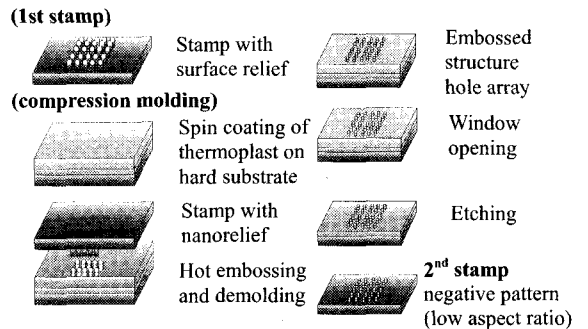 (1st stamp)
Stamp with
surface relief
(compression molding)
Spin coating of
thermoplast on
hard substrate
Stamp with
nanorelief
Hot embossing
and demolding
Embossed
structure
hole array
Window
opening
Etching
2nd stamp
negative pattern
(low aspect ratio)